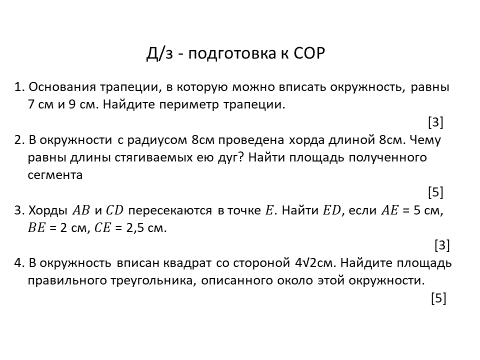 Д/з - подготовка к СОР
1. Основания трапеции, в которую можно вписать окружность, равны
7 см и 9 см. Найдите периметр трапеции.
[3]
2. В окружности с радиусом 8см проведена хорда длиной 8см. Чему
равны длины стягиваемых ею дуг? Найти площадь полученного
сегмента
[5]
3. Хорды AB и CD пересекаются в точке E. Найти ED, если AE = 5 см,
BE = 2 см, CE = 2,5 см.
[3]
4. В окружность вписан квадрат со стороной 4√2см. Найдите площадь
правильного треугольника, описанного около этой окружности.
[5]